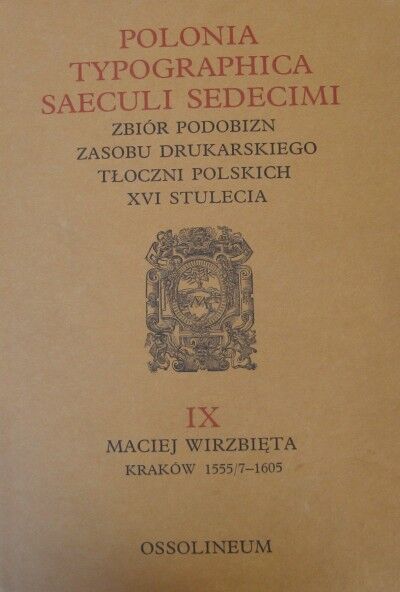 POLONIA
TYPOGRAPHICA
SAECULI SEDECIMI
ZBIÓR PODOBIZN
ZASOBU DRUKARSKIEGO
TŁOCZNI POLSKICH
XVI STULECIA
IX
MACIEJ WIRZBIĘTA
KRAKÓW 1555/7–1605
OSSOLINEUM